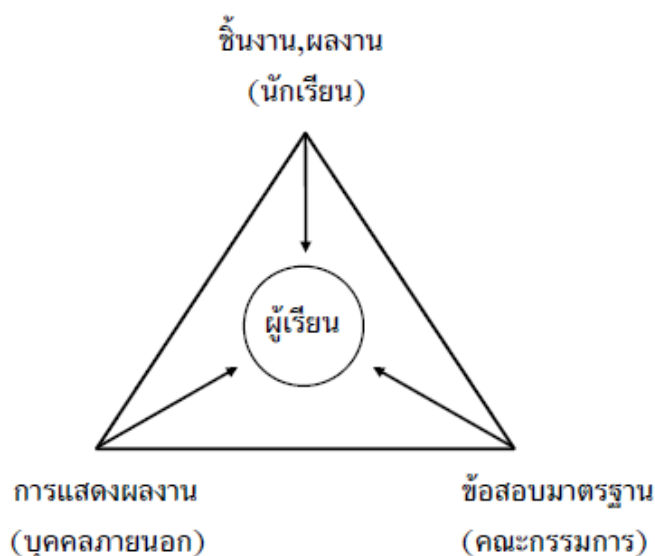 ชิ้นงาน,ผลงาน
(นักเรียน)
ผู้เรียน
การแสดงผลงาน
(บุคคลภายนอก)
ข้อสอบมาตรฐาน
(คณะกรรมการ)